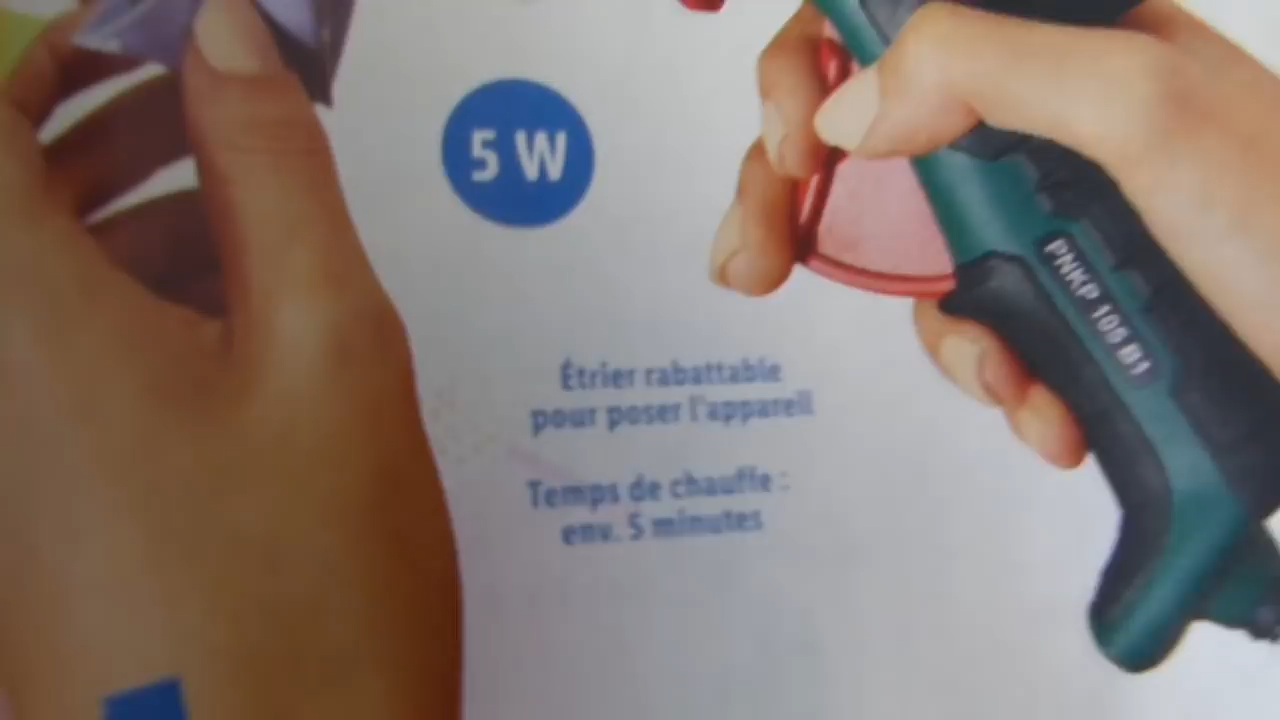 5 W
PNKP 105 B1
Étrier rabattable
pour poser l'appareil
Temps de chauffe :
env. 5 minutes